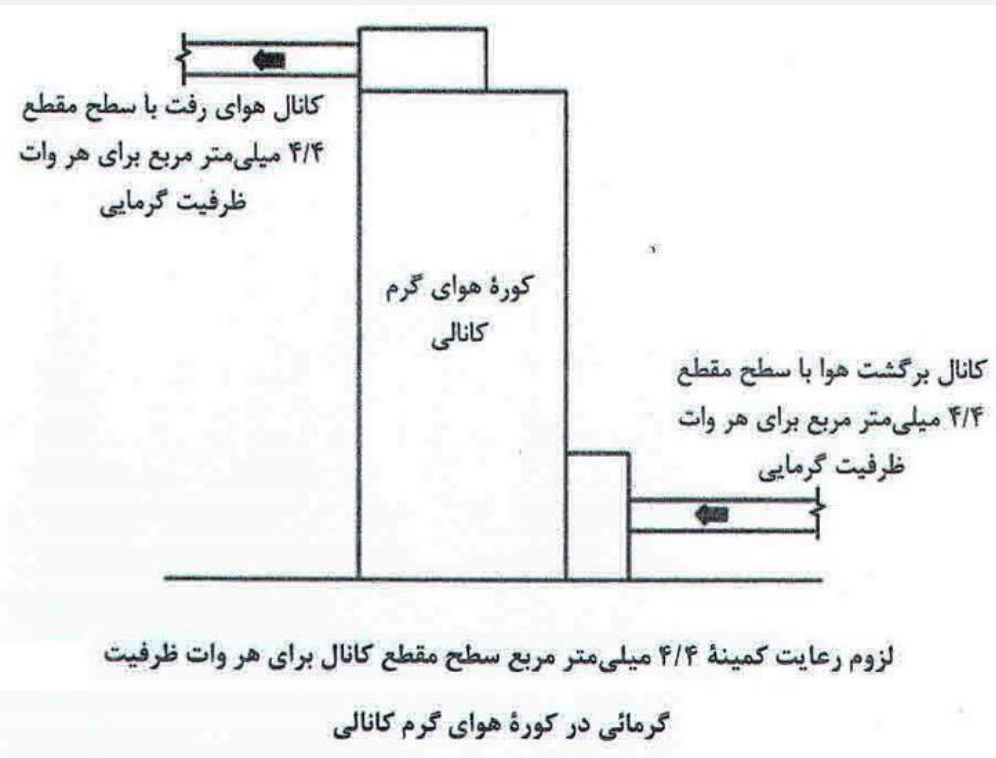 کانال هوای رفت با سطح مقطع
۴/۴ میلی‌متر مربع برای هر وات
ظرفیت گرمایی
کورهٔ هوای گرم
کانالی
کانال برگشت هوا با سطح مقطع
۴/۴ میلی‌متر مربع برای هر وات
ظرفیت گرمایی
لزوم رعایت کمینهٔ ۴/۴ میلی‌متر مربع سطح مقطع کانال برای هر وات ظرفیت
گرمائی در کورهٔ هوای گرم کانالی